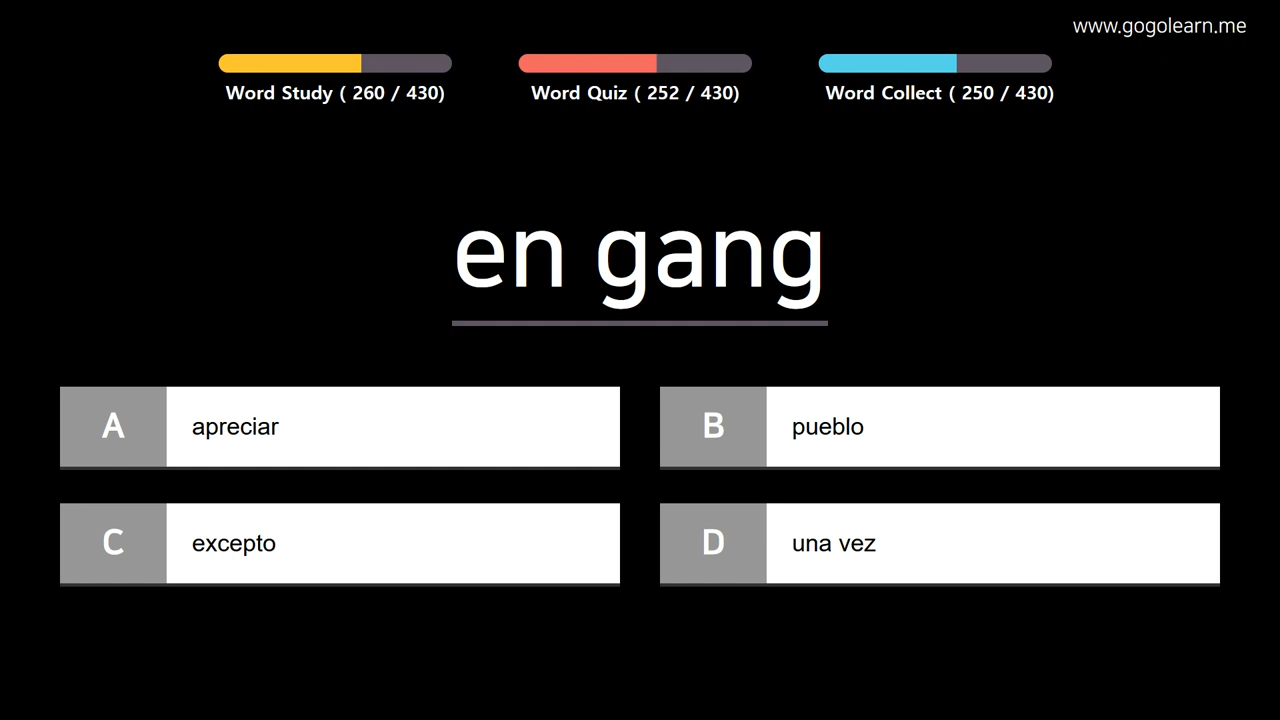 www.gogolearn.me
Word Study ( 260 / 430)
Word Quiz ( 252 / 430)
Word Collect ( 250 / 430)
en gang
A
apreciar
B
pueblo
C
excepto
D
una vez